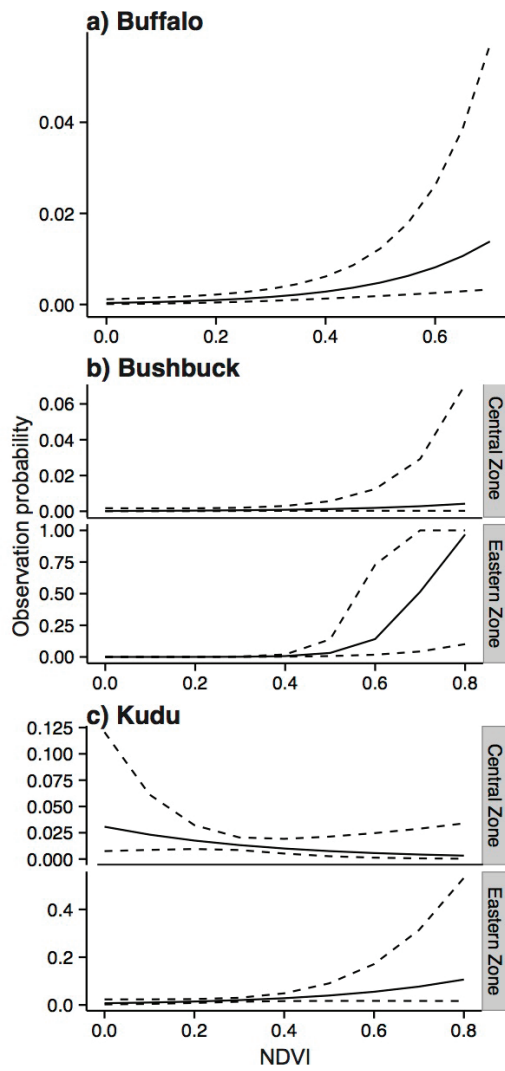 a) Buffalo
0.04
0.02
0.00
0.0 0.2 0.4 0.6
b) Bushbuck
Observation probability
0.06
0.04
0.02
0.00
Central Zone
1.00
0.75
0.50
0.25
0.00
Eastern Zone
0.0 0.2 0.4 0.6 0.8
c) Kudu
0.125
0.100
0.075
0.050
0.025
0.000
Central Zone
0.4
0.2
0.0
Eastern Zone
0.0 0.2 0.4 0.6 0.8
NDVI